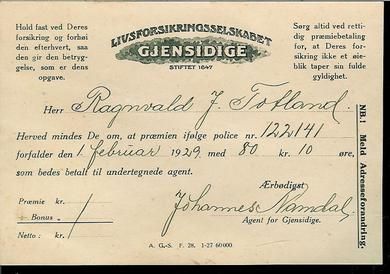 Hold fast ved Deres
forsikring og forhøi
den efterhvert, saa
den gir den betryg-
gelse, som er dens
opgave.
LIVSFORSIKRINGSSELSKABET
GJENSIDIGE
STIFTET 1847
Sørg altid ved retti-
dig præmiebetaling
for, at Deres for-
sikring ikke et øie-
blik taper sin fulde
gyldighet.
Herr Ragnvald J. Totland.
Herved mindes De om, at præmien ifølge police nr. 122141
forfalder den 1. februar 1929 med 80 kr. 10 øre,
som bedes betalt til undertegnede agent.
Ærbødigst
Johannes Mamdal
Agent for Gjensidige.
Præmie kr.
÷ Bonus „
Netto: kr.
NB.! Meld Adresseforandring.
A. G.-S. F. 28. 1-27 60000.